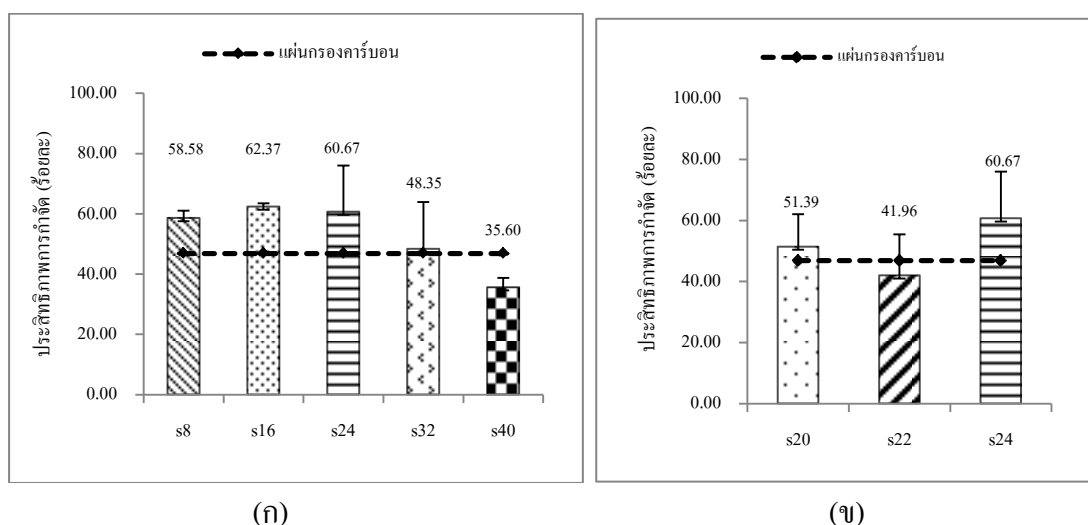 แผ่นกรองคาร์บอน
ประสิทธิภาพการกำจัด (ร้อยละ)
100.00
80.00
60.00
40.00
20.00
0.00
58.58
62.37
60.67
48.35
35.60
s8
s16
s24
s32
s40
(ก)
แผ่นกรองคาร์บอน
ประสิทธิภาพการกำจัด (ร้อยละ)
100.00
80.00
60.00
40.00
20.00
0.00
51.39
41.96
60.67
s20
s22
s24
(ข)